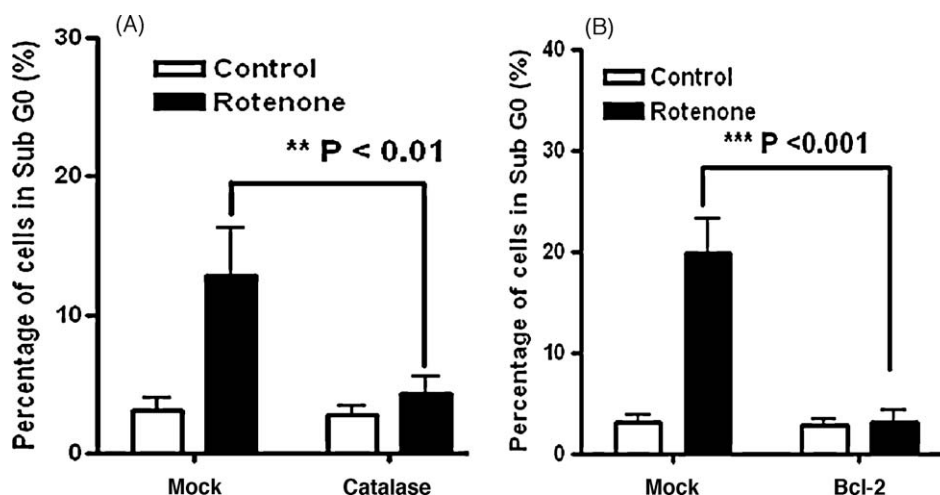 (A)
Percentage of cells in Sub G0 (%)
30
20
10
0
Control
Rotenone
** P < 0.01
Mock
Catalase
(B)
Percentage of cells in Sub G0 (%)
40
30
20
10
0
Control
Rotenone
*** P <0.001
Mock
Bcl-2